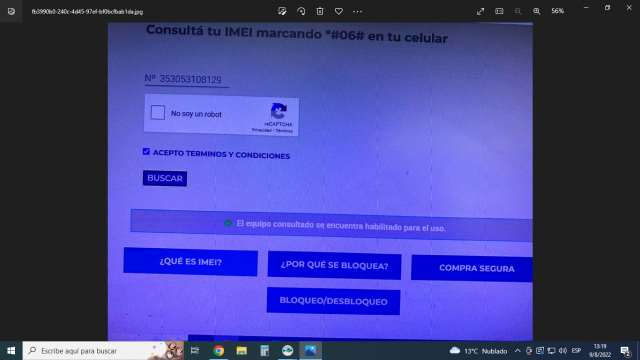 fb3990b0-240c-4d45-97ef-bf0bcfbab1da.jpg
56%
Consultá tu IMEI marcando *#06# en tu celular
Nº 353053108129
No soy un robot
reCAPTCHA
Privacidad - Términos
ACEPTO TERMINOS Y CONDICIONES
BUSCAR
El equipo consultado se encuentra habilitado para el uso.
¿QUÉ ES IMEI?
¿POR QUÉ SE BLOQUEA?
COMPRA SEGURA
BLOQUEO/DESBLOQUEO
Escribe aquí para buscar
13°C Nublado
ESP
13:19
9/8/2022